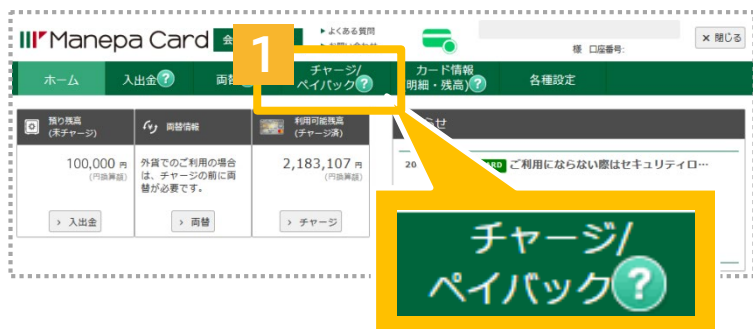 Manepa Card 会
▶よくある質問
様 口座番号:
× 閉じる
1
ホーム
入出金?
両替
チャージ/
ペイバック?
カード情報
明細・残高)?
各種設定
預り残高
(未チャージ)
両替情報
利用可能残高
(チャージ済)
らせ
100,000 円
(円換算額)
外貨でのご利用の場合
は、チャージの前に両
替が必要です。
2,183,107 円
(円換算額)
20
ARD ご利用にならない際はセキュリティロ…
> 入出金
> 両替
> チャージ
チャージ/
ペイバック?